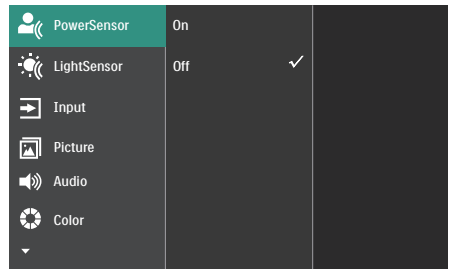 PowerSensor
On
LightSensor
Off
Input
Picture
Audio
Color